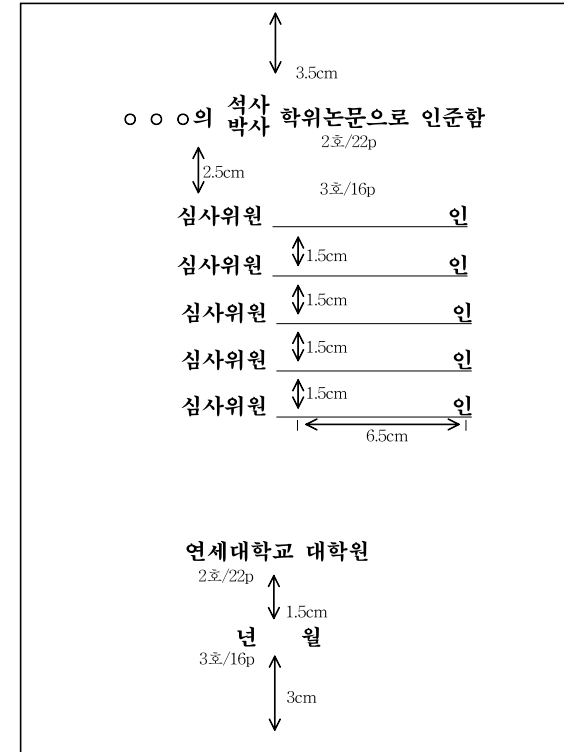 3.5cm
○ ○ ○의 석사 학위논문으로 인준함
박사
2호/22p
2.5cm
3호/16p
심사위원 인
1.5cm
심사위원 인
1.5cm
심사위원 인
1.5cm
심사위원 인
1.5cm
심사위원 인
6.5cm
연세대학교 대학원
2호/22p
1.5cm
년 월
3호/16p
3cm